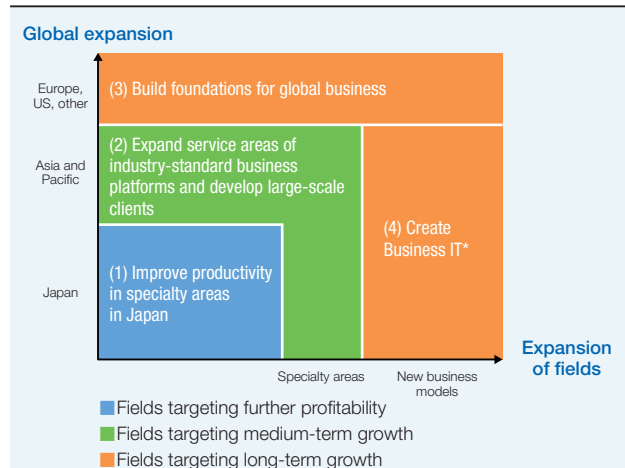 Global expansion
Europe,
US, other
(3) Build foundations for global business
Asia and
Pacific
(2) Expand service areas of
industry-standard business
platforms and develop large-scale
clients
(4) Create
Business IT*
Japan
(1) Improve productivity
in specialty areas
in Japan
Expansion
of fields
Specialty areas
New business
models
Fields targeting further profitability
Fields targeting medium-term growth
Fields targeting long-term growth